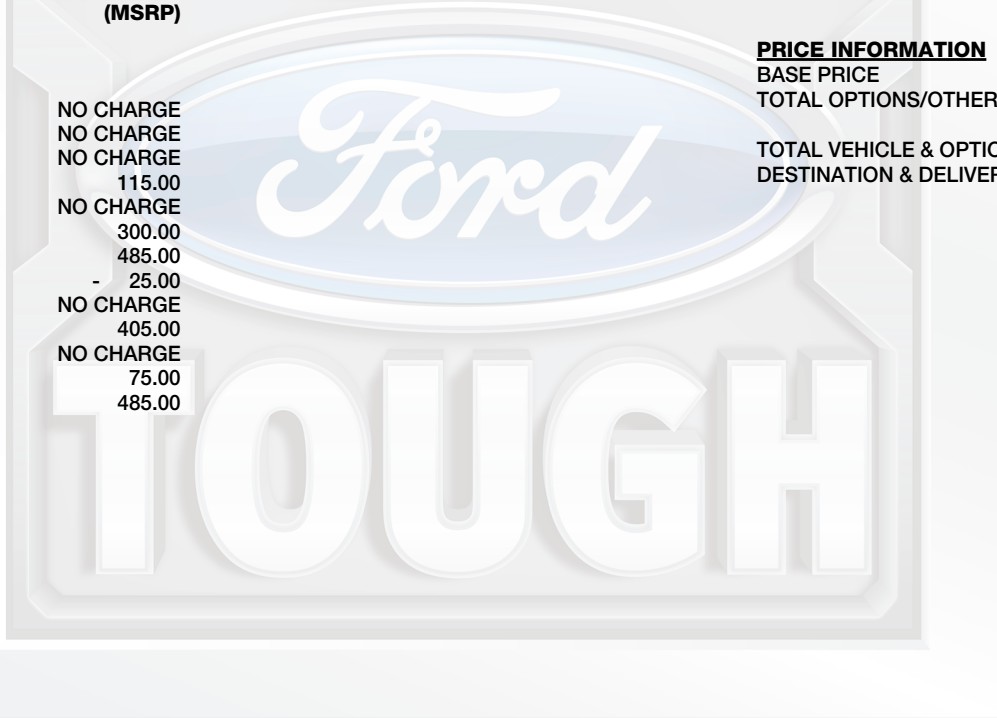 (MSRP)
NO CHARGE
NO CHARGE
NO CHARGE
115.00
NO CHARGE
300.00
485.00
- 25.00
NO CHARGE
405.00
NO CHARGE
75.00
485.00
PRICE INFORMATION
BASE PRICE
TOTAL OPTIONS/OTHER
TOTAL VEHICLE &
DESTINATION &
Ford
TOUGH